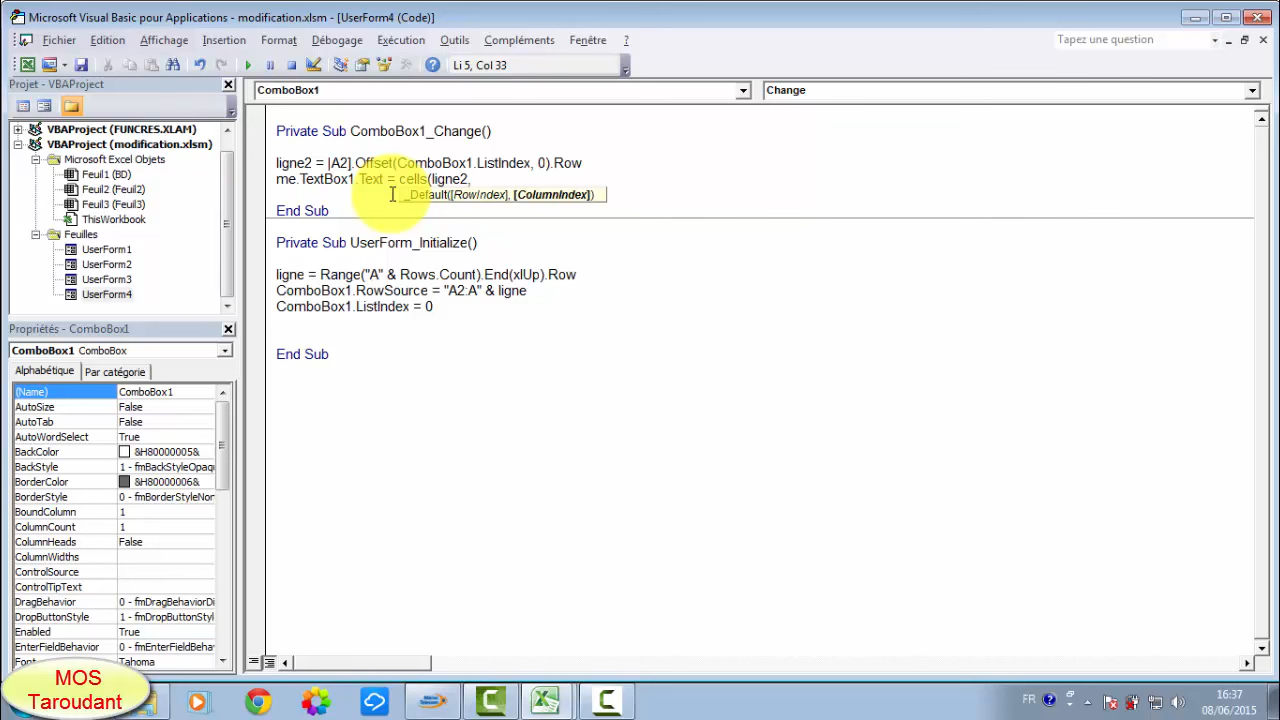 Microsoft Visual Basic pour Applications - modification.xlsm - [UserForm4 (Code)]
Fichier Edition Affichage Insertion Format Débogage Exécution Outils Compléments Fenêtre ? Tapez une question
Li 5, Col 33
Projet - VBAProject
ComboBox1 Change
VBAProject (FUNCRES.XLAM)
VBAProject (modification.xlsm)
Microsoft Excel Objets
Feuil1 (BD)
Feuil2 (Feuil2)
Feuil3 (Feuil3)
ThisWorkbook
Feuilles
UserForm1
UserForm2
UserForm3
UserForm4
Private Sub ComboBox1_Change()
ligne2 = [A2].Offset(ComboBox1.ListIndex, 0).Row
me.TextBox1.Text = cells(ligne2,
_Default([RowIndex], [ColumnIndex])
End Sub
Private Sub UserForm_Initialize()
ligne = Range("A" & Rows.Count).End(xlUp).Row
ComboBox1.RowSource = "A2:A" & ligne
ComboBox1.ListIndex = 0
End Sub
Propriétés - ComboBox1
ComboBox1 ComboBox
Alphabétique Par catégorie
(Name) ComboBox1
AutoSize False
AutoTab False
AutoWordSelect True
BackColor &H80000005&
BackStyle 1 - fmBackStyleOpaq
BorderColor &H80000006&
BorderStyle 0 - fmBorderStyleNon
BoundColumn 1
ColumnCount 1
ColumnHeads False
ColumnWidths
ControlSource
ControlTipText
DragBehavior 0 - fmDragBehaviorDi
DropButtonStyle 1 - fmDropButtonStyl
Enabled True
EnterFieldBehavior 0 - fmEnterFieldBeha
Font Tahoma
MOS
Taroudant
FR
16:37
08/06/2015